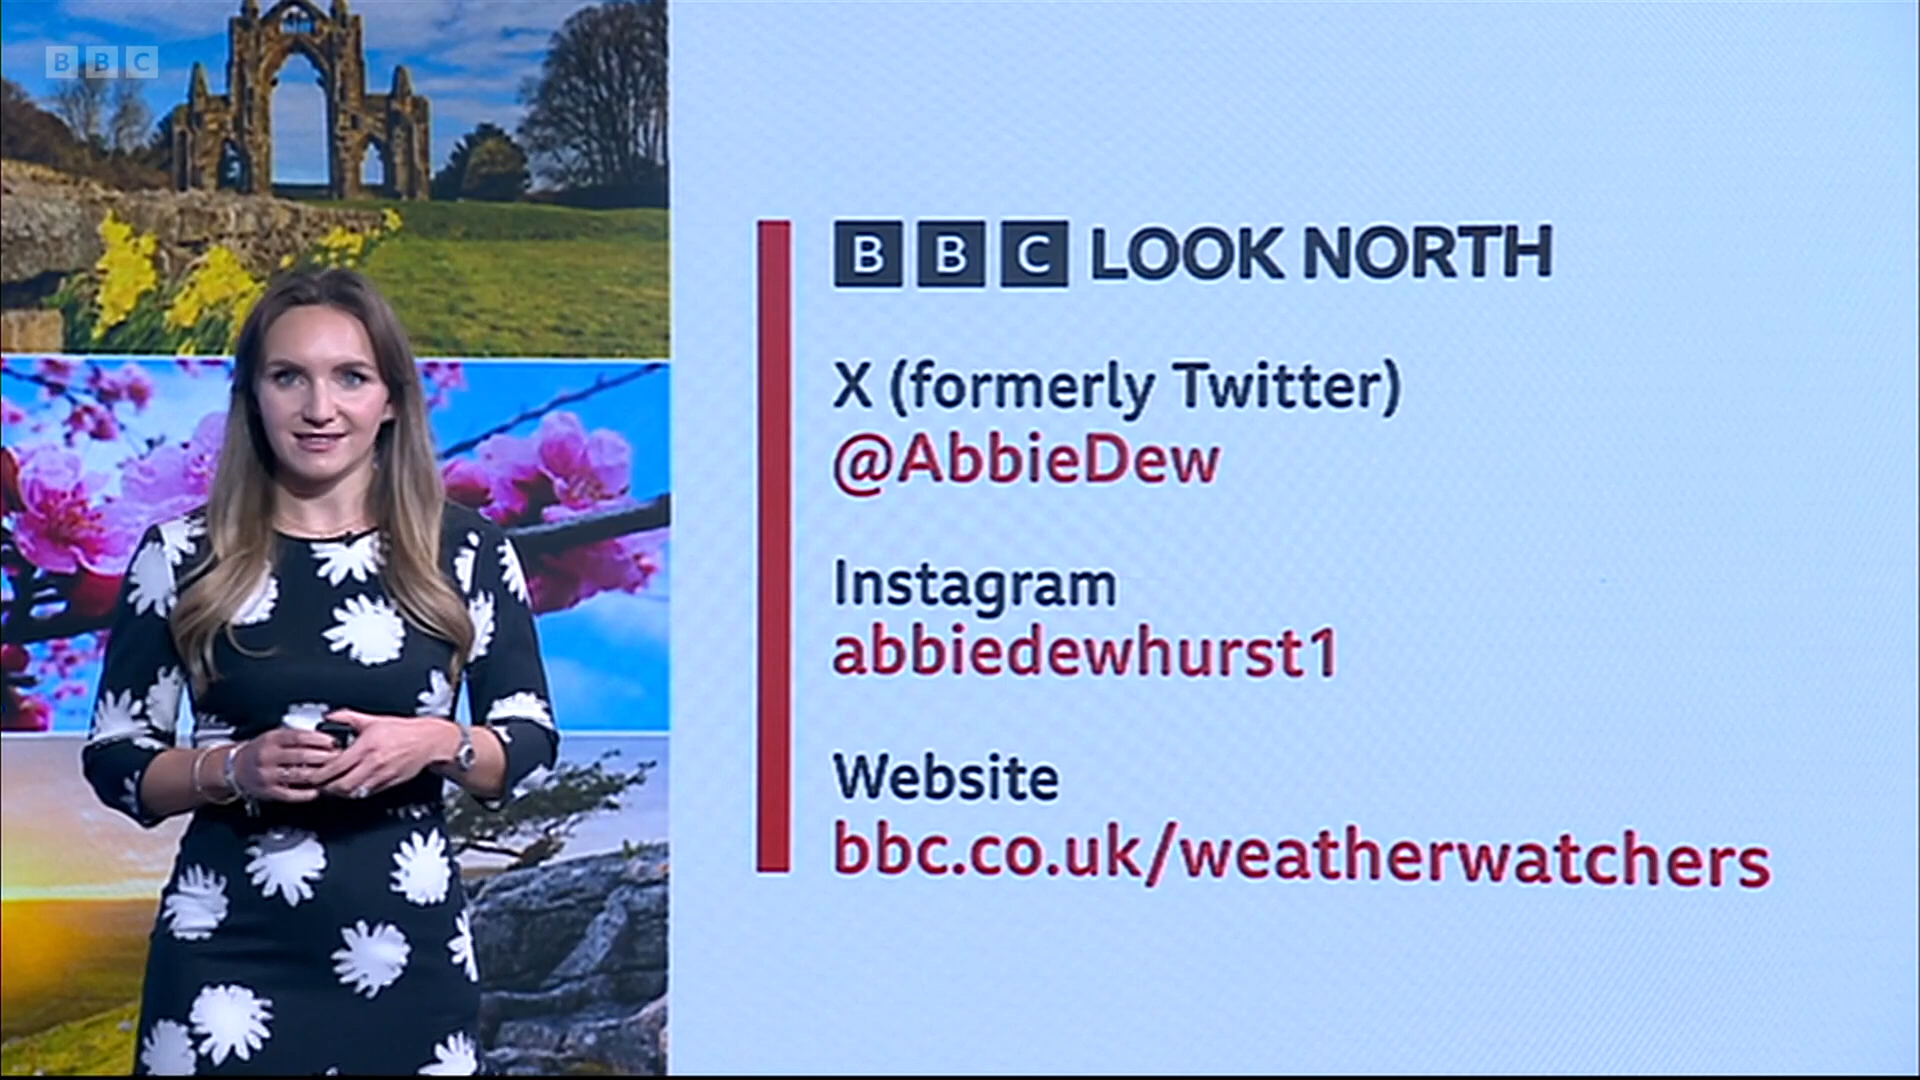 BBC
BBC LOOK NORTH
X (formerly Twitter)
@AbbieDew
Instagram
abbiedewhurst1
Website
bbc.co.uk/weatherwatchers